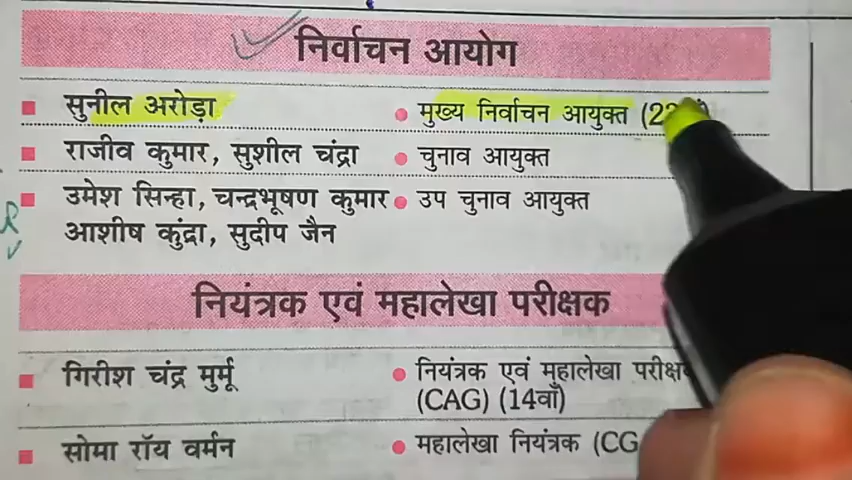 निर्वाचन आयोग
सुनील अरोड़ा मुख्य निर्वाचन आयुक्त
राजीव कुमार, सुशील चंद्रा चुनाव आयुक्त
उमेश सिन्हा, चन्द्रभूषण कुमार उप चुनाव आयुक्त
आशीष कुंद्रा, सुदीप जैन
नियंत्रक एवं महालेखा परीक्षक
गिरीश चंद्र मुर्मू नियंत्रक एवं महालेखा
(CAG) (14वाँ)
सोमा रॉय वर्मन महालेखा नियंत्रक